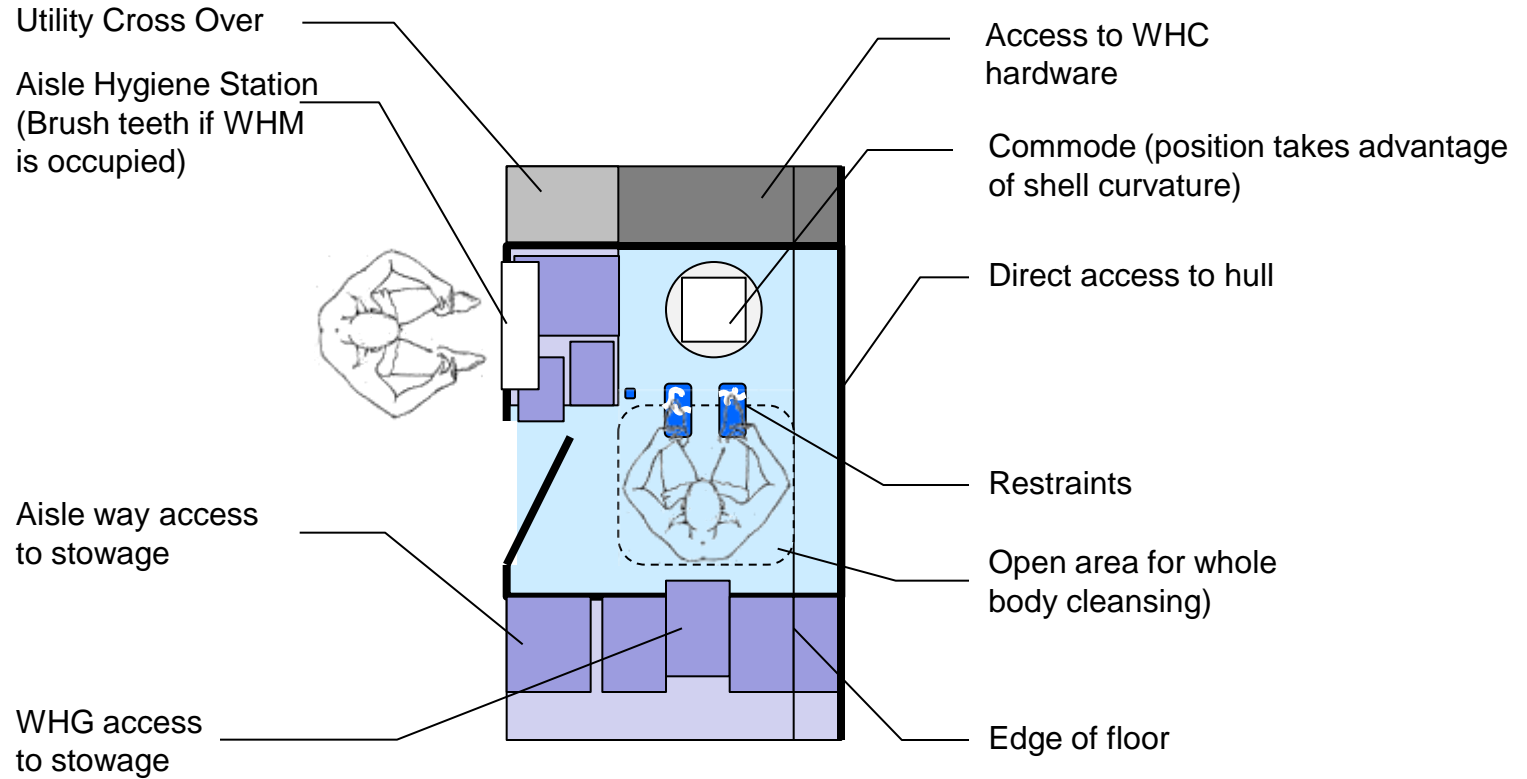 Utility Cross Over
Aisle Hygiene Station
(Brush teeth if WHM
is occupied)
Aisle way access
to stowage
WHG access
to stowage
Access to WHC
hardware
Commode (position takes advantage
of shell curvature)
Direct access to hull
Restraints
Open area for whole
body cleansing)
Edge of floor